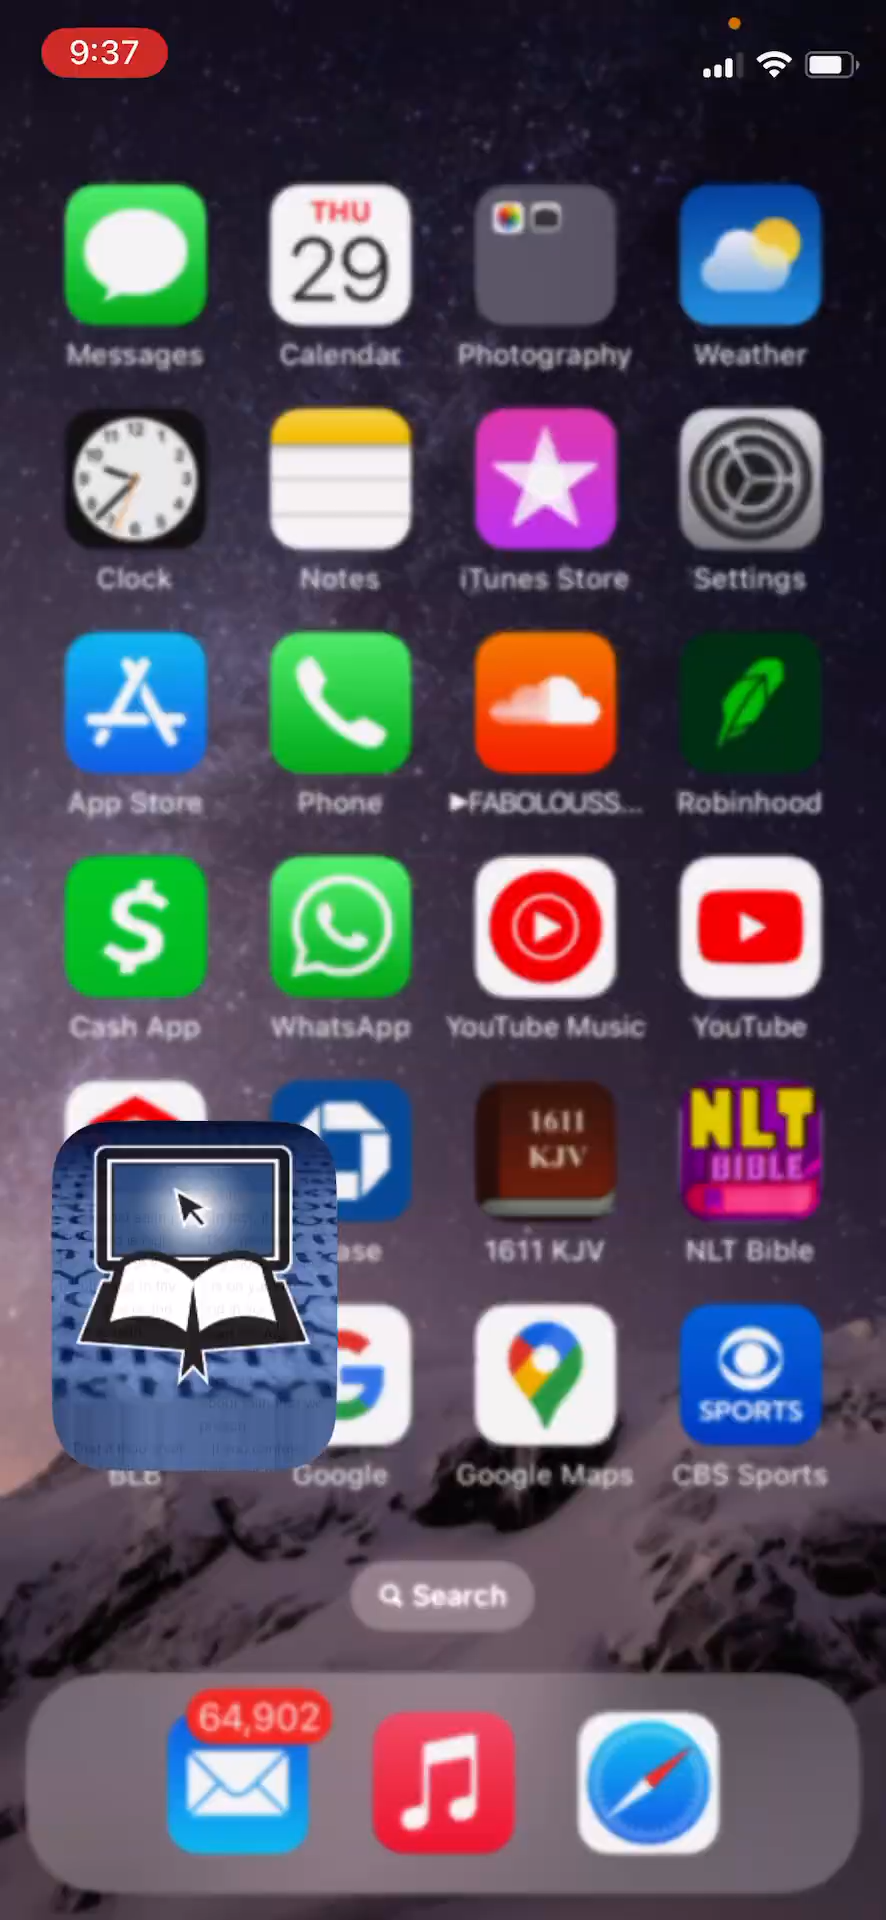 9:37
THU
29
Messages Calendar Photography Weather
Clock Notes iTunes Store Settings
App Store Phone ▶FABOLOUSS... Robinhood
$
Cash App WhatsApp YouTube Music YouTube
1611
KJV
NLT
BIBLE
ase 1611 KJV NLT Bible
SPORTS
BLB Google Google Maps CBS Sports
Search
64,902